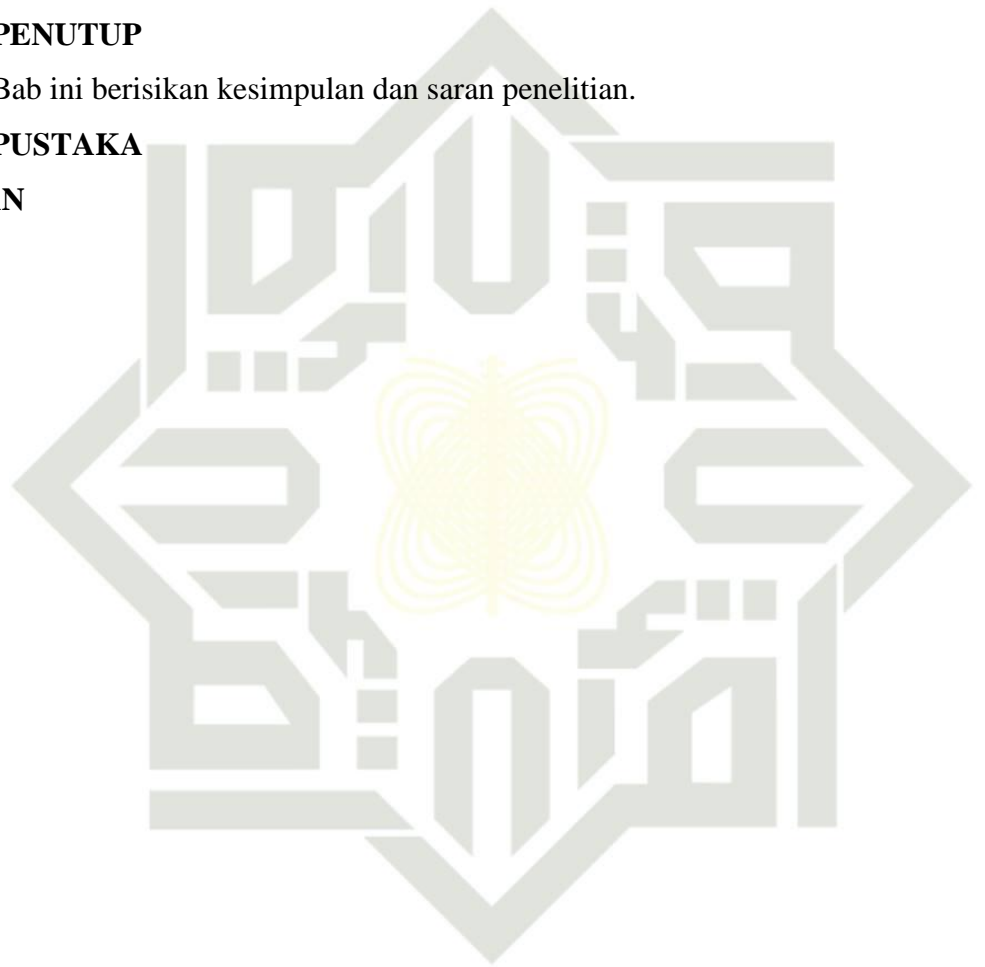 PENUTUP
Bab ini berisikan kesimpulan dan saran penelitian.
PUSTAKA